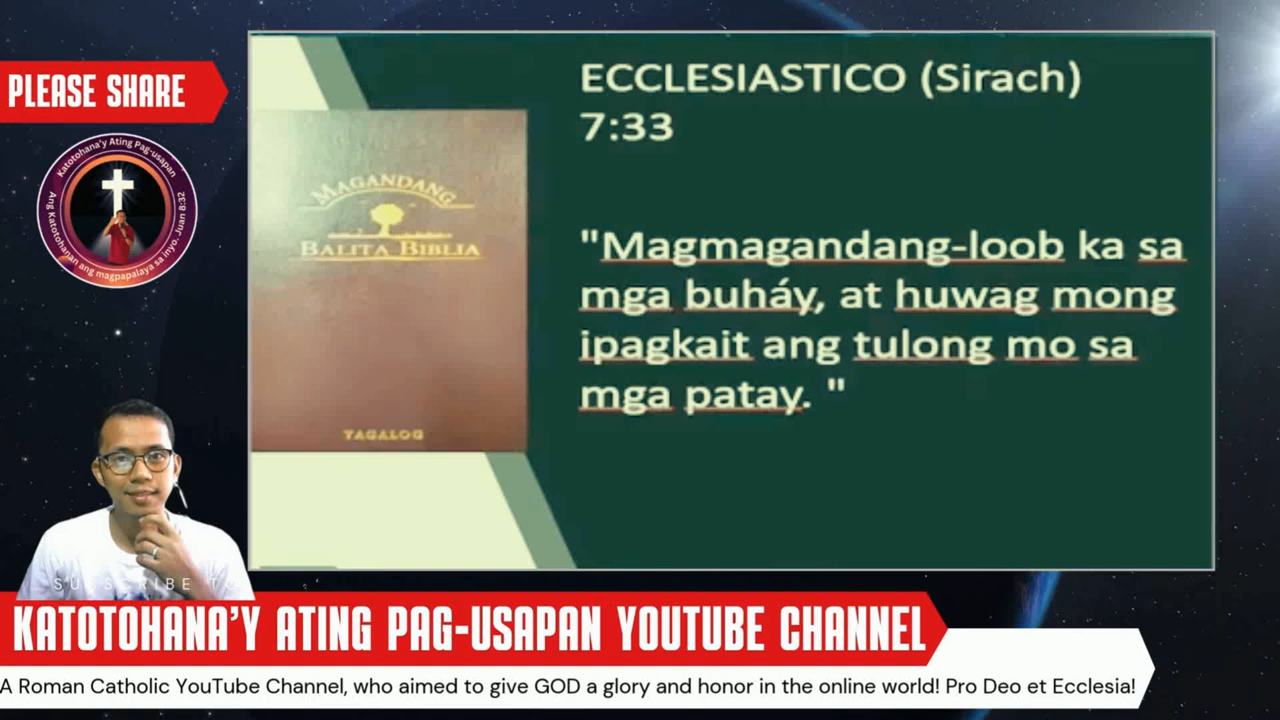 PLEASE SHARE
Katotohana'y Ating Pag-usapan
Ang Katotohanan ang magpapalaya sa inyo. Juan 8:32
ECCLESIASTICO (Sirach)
7:33
"Magmagandang-loob ka sa
mga buháy, at huwag mong
ipagkait ang tulong mo sa
mga patay. "
MAGANDANG
BALITA BIBLIA
TAGALOG
SUBSCRIBE
KATOTOHANA'Y ATING PAG-USAPAN YOUTUBE CHANNEL
A Roman Catholic YouTube Channel, who aimed to give GOD a glory and honor in the online world! Pro Deo et Ecclesia!